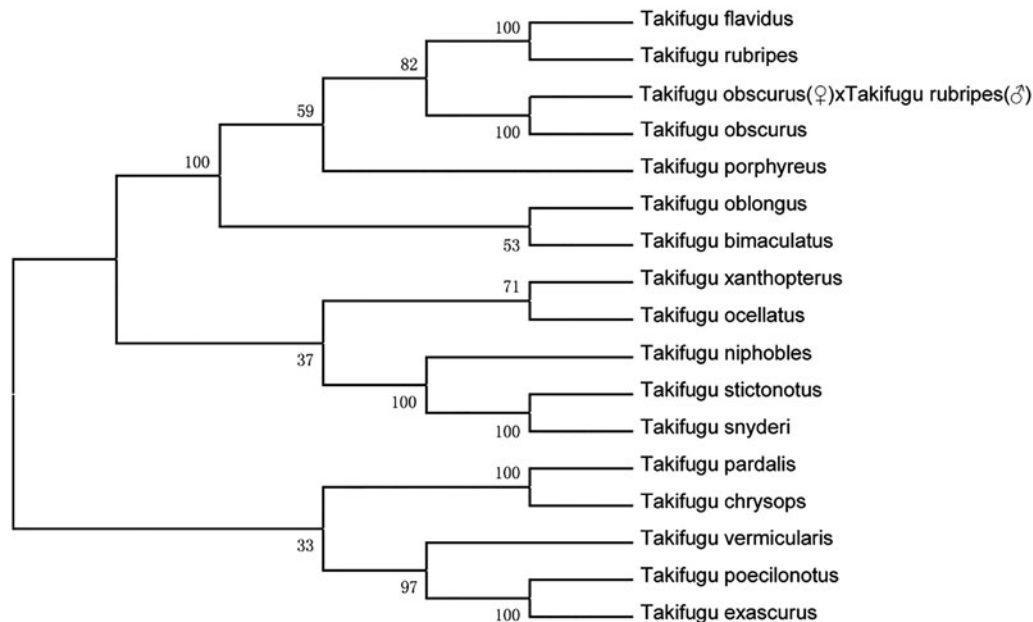 100
Takifugu flavidus
Takifugu rubripes
82
Takifugu obscurus(♀)xTakifugu rubripes(♂)
59
100
Takifugu obscurus
100
Takifugu porphyreus
Takifugu oblongus
53
Takifugu bimaculatus
71
Takifugu xanthopterus
Takifugu ocellatus
37
Takifugu niphobles
100
Takifugu stictonotus
100
Takifugu snyderi
100
Takifugu pardalis
Takifugu chrysops
33
Takifugu vermicularis
97
Takifugu poecilonotus
100
Takifugu exascurus